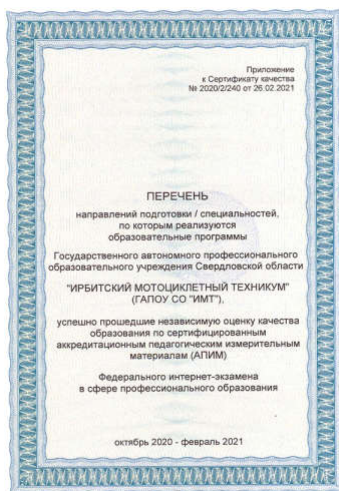 Приложение
к Сертификату качества
№ 2020/2/240 от 26.02.2021
ПЕРЕЧЕНЬ
направлений подготовки / специальностей,
по которым реализуются
образовательные программы
Государственного автономного профессионального
образовательного учреждения Свердловской области
"ИРБИТСКИЙ МОТОЦИКЛЕТНЫЙ ТЕХНИКУМ"
(ГАПОУ СО "ИМТ"),
успешно прошедшие независимую оценку качества
образования по сертифицированным
аккредитационным педагогическим измерительным
материалам (АПИМ)
Федерального интернет-экзамена
в сфере профессионального образования
октябрь 2020 - февраль 2021